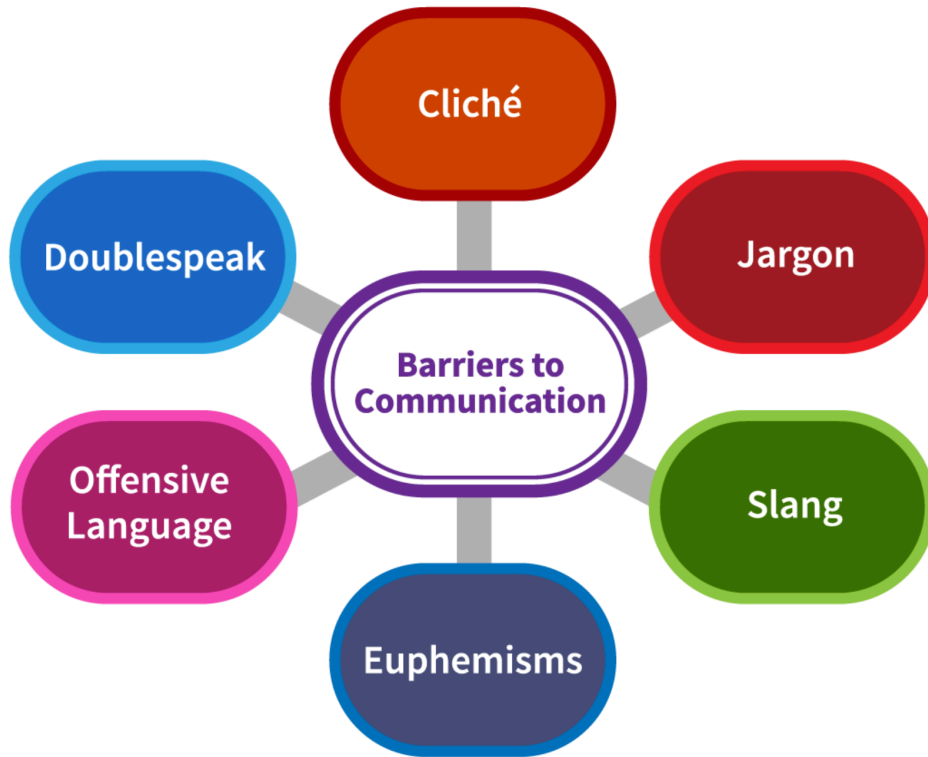 Cliché
Doublespeak
Jargon
Barriers to
Communication
Offensive
Language
Slang
Euphemisms